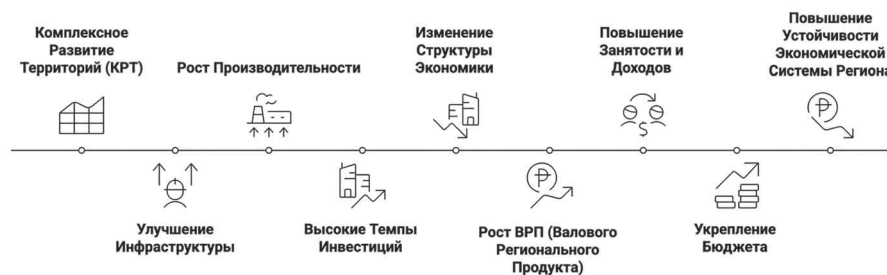 Комплексное
Развитие
Территорий (КРТ)
Рост Производительности
Изменение
Структуры
Экономики
Повышение
Занятости и
Доходов
Повышение
Устойчивости
Экономической
Системы Региона
Улучшение
Инфраструктуры
Высокие Темпы
Инвестиций
Рост ВРП (Валового
Регионального
Продукта)
Укрепление
Бюджета